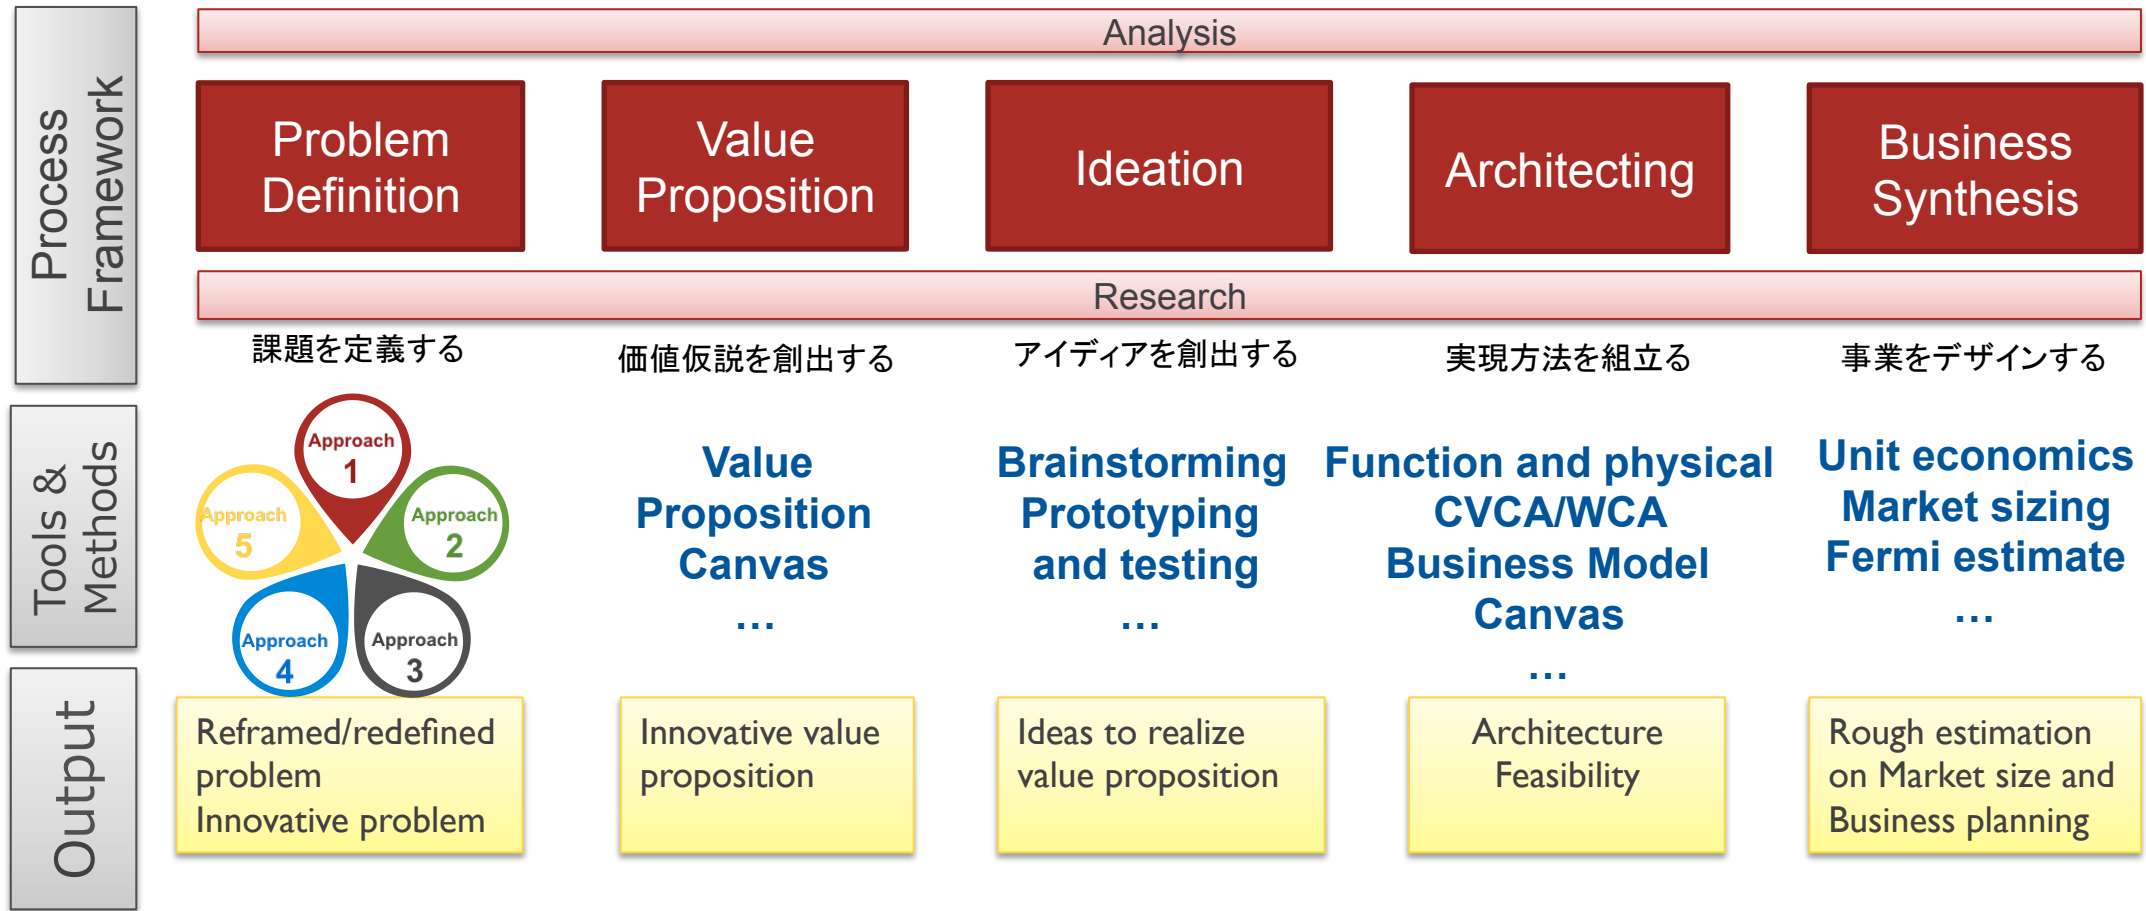 Process
Framework
Analysis
Problem
Definition
Value
Proposition
Ideation
Architecting
Business
Synthesis
Research
課題を定義する
価値仮説を創出する
アイディアを創出する
実現方法を組立る
事業をデザインする
Tools &
Methods
Approach
1
Approach
2
Approach
3
Approach
4
Approach
5
Value
Proposition
Canvas
...
Brainstorming
Prototyping
and testing
...
Function and physical
CVCA/WCA
Business Model
Canvas
...
Unit economics
Market sizing
Fermi estimate
...
Output
Reframed/redefined
problem
Innovative problem
Innovative value
proposition
Ideas to realize
value proposition
Architecture
Feasibility
Rough estimation
on Market size and
Business planning